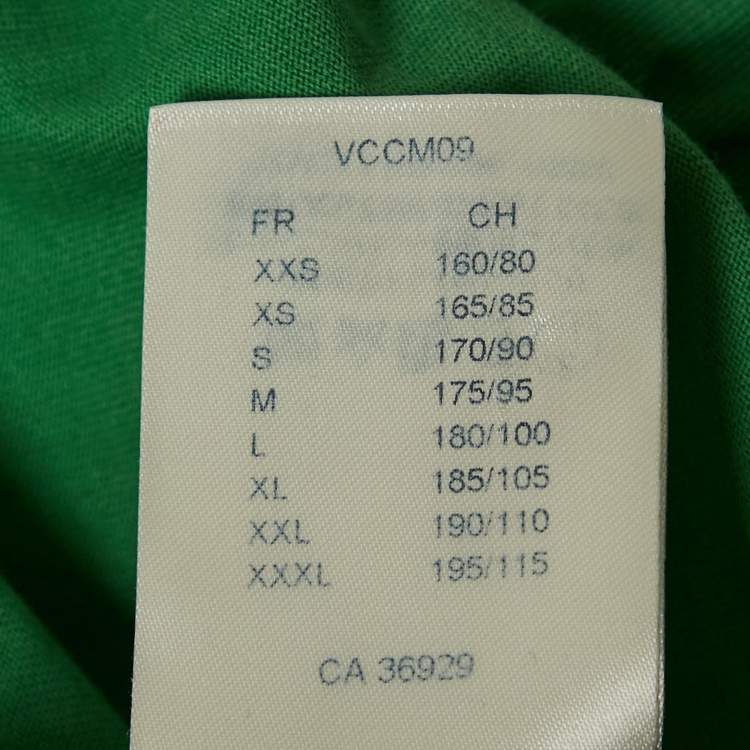 VCCM09
FR CH
XXS 160/80
XS 165/85
S 170/90
M 175/95
L 180/100
XL 185/105
XXL 190/110
XXXL 195/115
CA 36929